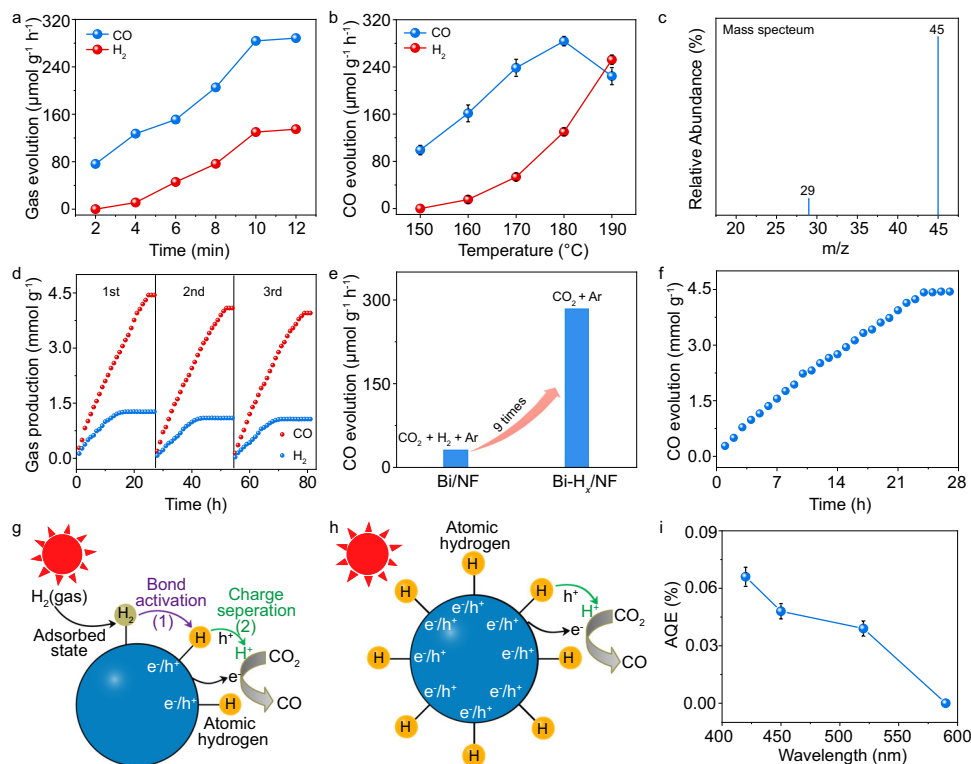 a
320
240
160
80
0
Gas evolution (μmol g⁻¹ h⁻¹)
CO
H₂
2 4 6 8 10 12
Time (min)
b
320
240
160
80
0
CO evolution (μmol g⁻¹ h⁻¹)
CO
H₂
150 160 170 180 190
Temperature (°C)
c
Mass specteum
45
29
Relative Abundance (%)
20 25 30 35 40 45
m/z
d
4.5
3.0
1.5
0.0
Gas production (mmol g⁻¹)
1st 2nd 3rd
CO
H₂
0 20 40 60 80
Time (h)
e
300
150
0
CO evolution (μmol g⁻¹ h⁻¹)
CO₂ + Ar
9 times
CO₂ + H₂ + Ar
Bi/NF Bi-Hₓ/NF
f
4.5
3.0
1.5
0.0
CO evolution (mmol g⁻¹)
0 7 14 21 28
Time (h)
g
H₂(gas)
Bond
activation
(1)
Charge
seperation
(2)
H₂
Adsorbed
state
H
h⁺
H⁺
e⁻/h⁺
e⁻
CO₂
CO
e⁻/h⁺
H
Atomic
hydrogen
h
Atomic
hydrogen
H
H
H
h⁺
H⁺
CO₂
e⁻
CO
e⁻/h⁺
e⁻/h⁺
e⁻/h⁺
e⁻/h⁺
e⁻/h⁺
e⁻/h⁺
e⁻/h⁺
e⁻/h⁺
H
H
H
H
H
i
0.09
0.06
0.03
0.00
AQE (%)
400 450 500 550 600
Wavelength (nm)